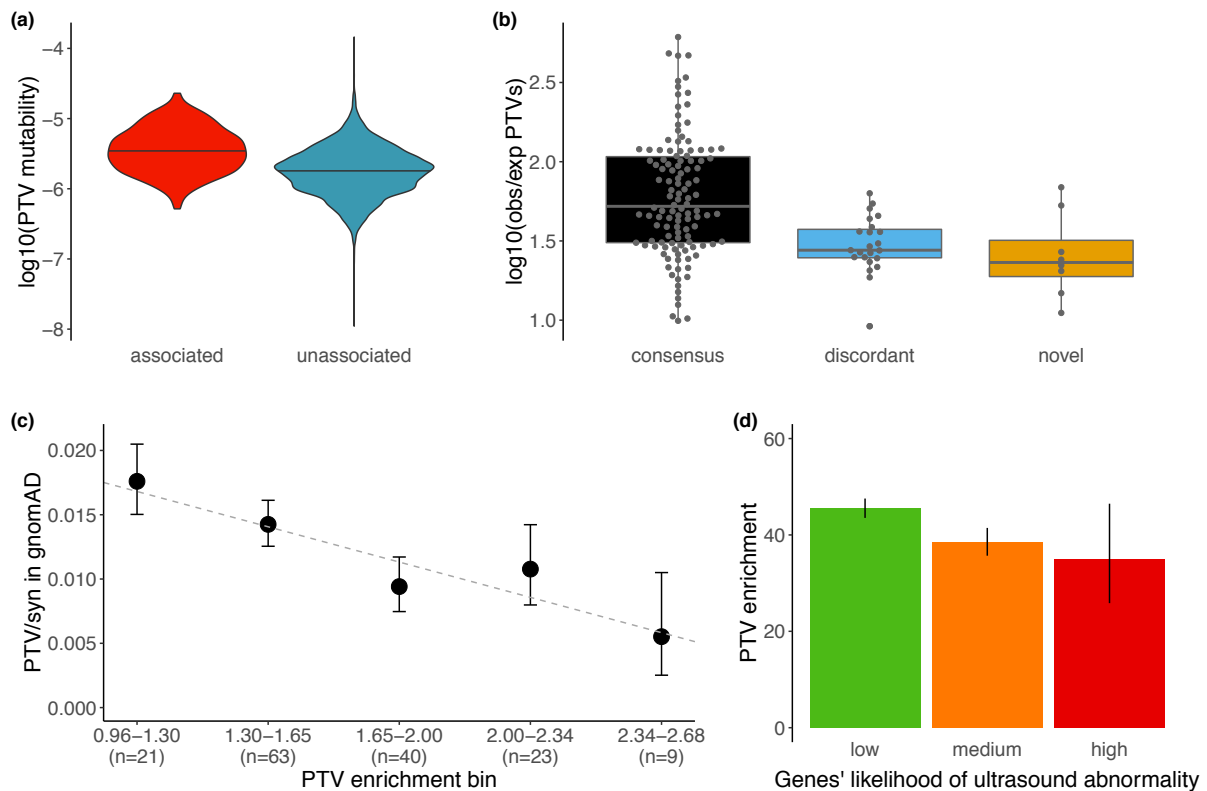 (a)
log10(PTV mutability)
−4
−5
−6
−7
−8
associated unassociated
(b)
log10(obs/exp PTVs)
2.5
2.0
1.5
1.0
consensus discordant novel
(c)
PTV/syn in gnomAD
0.020
0.015
0.010
0.005
0.000
0.96−1.30 1.30−1.65 1.65−2.00 2.00−2.34 2.34−2.68
(n=21) (n=63) (n=40) (n=23) (n=9)
PTV enrichment bin
(d)
PTV enrichment
60
40
20
0
low medium high
Genes' likelihood of ultrasound abnormality